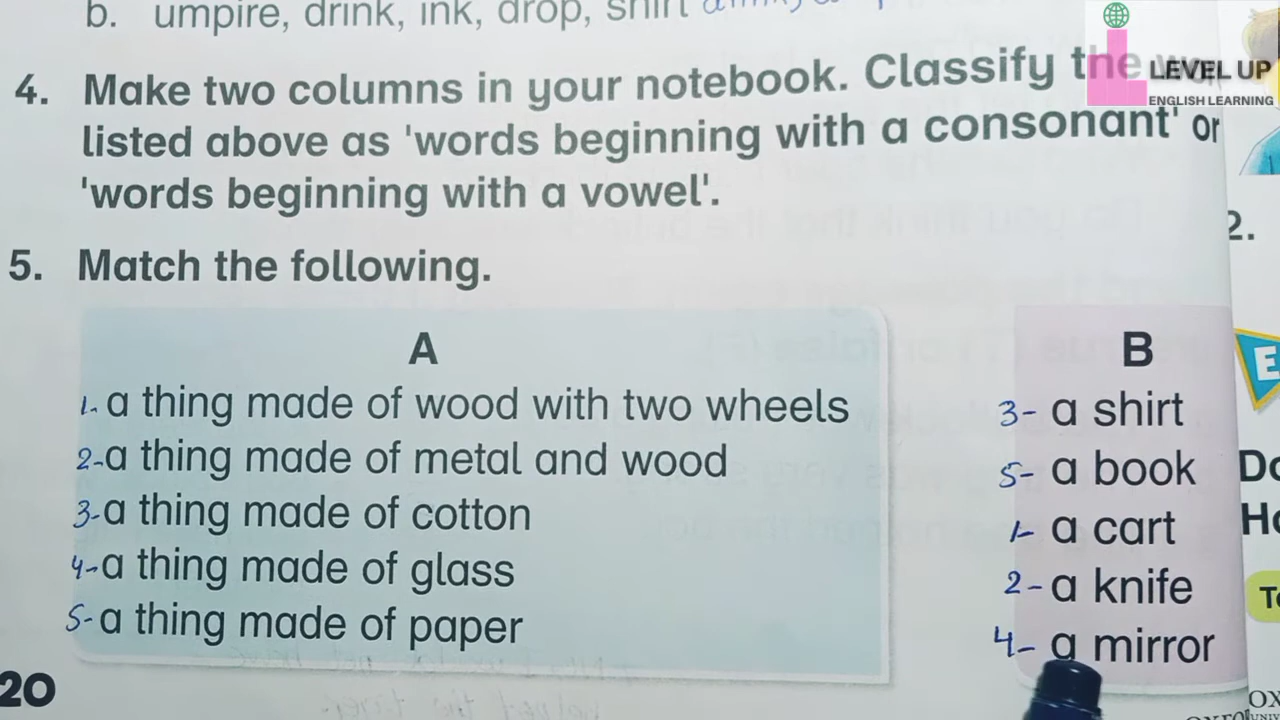 b. umpire, drink, ink, drop, shirt
4. Make two columns in your notebook. Classify the
LEVEL UP
ENGLISH LEARNING
listed above as 'words beginning with a consonant' or
'words beginning with a vowel'.
2.
5. Match the following.
A
B
E
1- a thing made of wood with two wheels
3- a shirt
2- a thing made of metal and wood
5- a book
Do
3- a thing made of cotton
1- a cart
4- a thing made of glass
2- a knife
5- a thing made of paper
4- a mirror
20